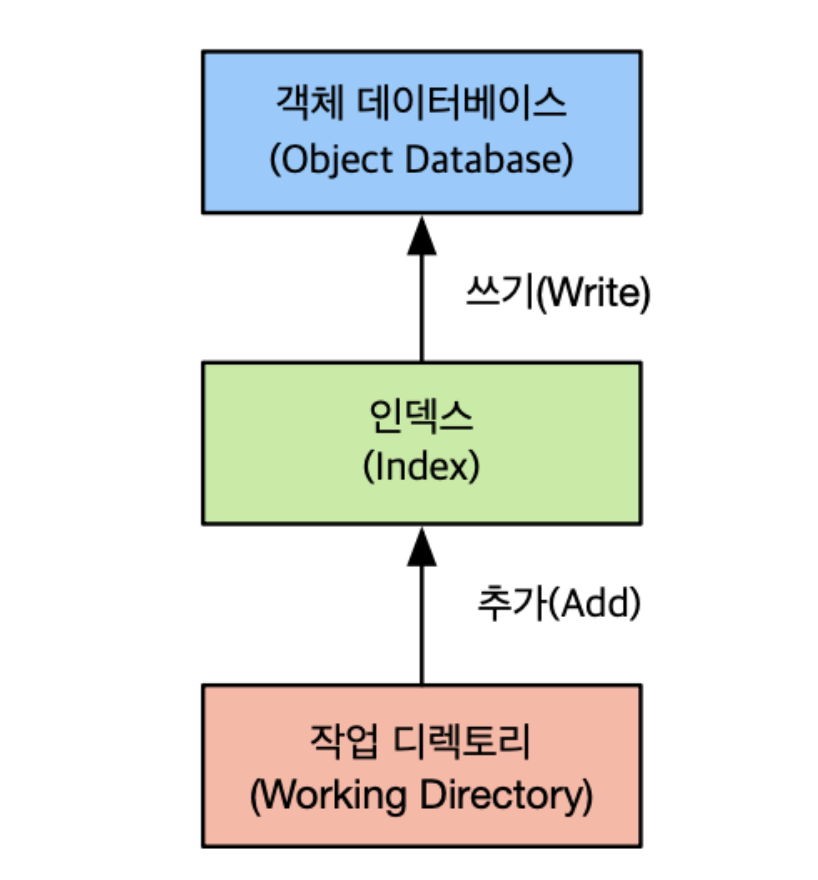 객체 데이터베이스
(Object Database)
쓰기(Write)
인덱스
(Index)
추가(Add)
작업 디렉토리
(Working Directory)